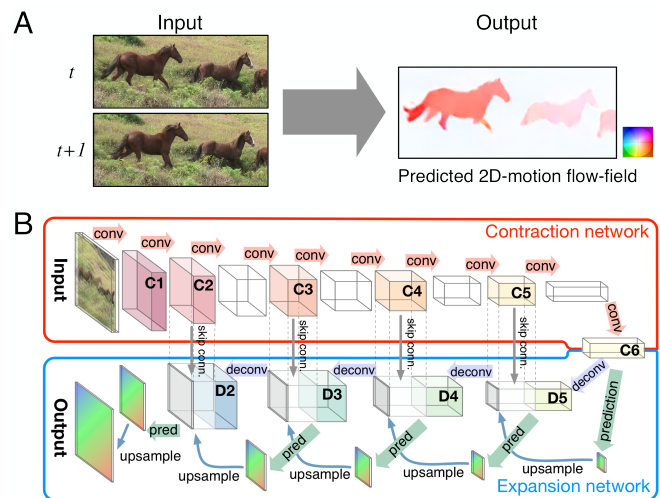 A
Input
Output
t
t+1
Predicted 2D-motion flow-field
B
Contraction network
Input
conv
conv
conv
conv
conv
conv
conv
conv
conv
conv
C1
C2
C3
C4
C5
C6
skip conn.
skip conn.
skip conn.
skip conn.
deconv
deconv
deconv
deconv
D2
D3
D4
D5
Output
pred
pred
pred
pred
prediction
upsample
upsample
upsample
upsample
upsample
Expansion network